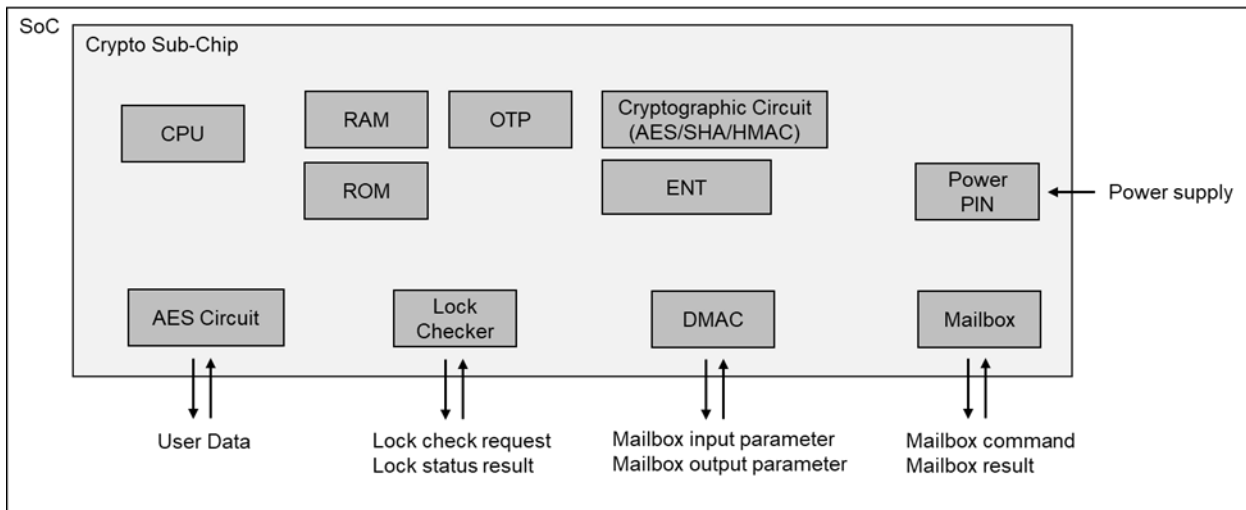 SoC
Crypto Sub-Chip
CPU
RAM
OTP
Cryptographic Circuit
(AES/SHA/HMAC)
ROM
ENT
Power
PIN
Power supply
AES Circuit
Lock
Checker
DMAC
Mailbox
User Data
Lock check request
Lock status result
Mailbox input parameter
Mailbox output parameter
Mailbox command
Mailbox result